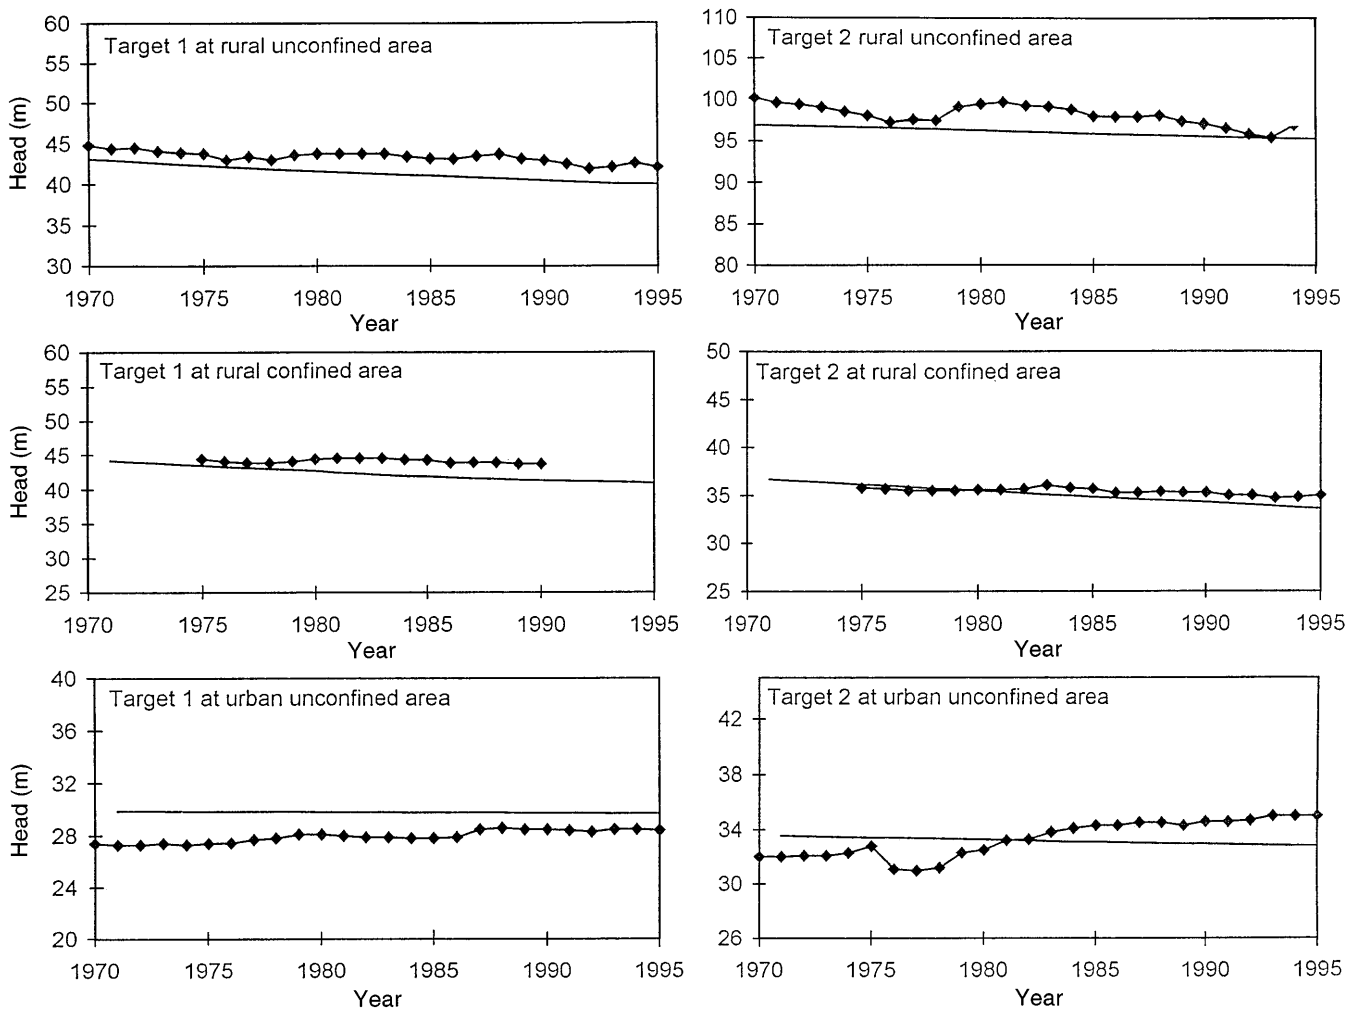 Target 1 at rural unconfined area
60
55
50
45
40
35
30
Head (m)
1970 1975 1980 1985 1990 1995
Year
Target 2 rural unconfined area
110
105
100
95
90
85
80
1970 1975 1980 1985 1990 1995
Year
Target 1 at rural confined area
60
55
50
45
40
35
30
25
Head (m)
1970 1975 1980 1985 1990 1995
Year
Target 2 at rural confined area
50
45
40
35
30
25
1970 1975 1980 1985 1990 1995
Year
Target 1 at urban unconfined area
40
36
32
28
24
20
Head (m)
1970 1975 1980 1985 1990 1995
Year
Target 2 at urban unconfined area
42
38
34
30
26
1970 1975 1980 1985 1990 1995
Year